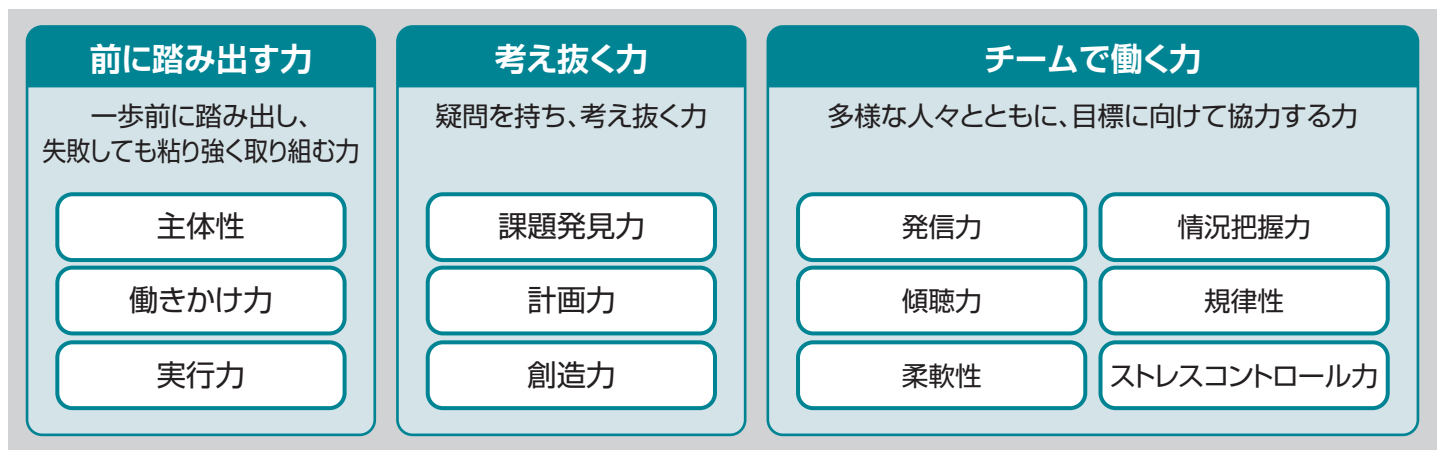 前に踏み出す力
一歩前に踏み出し、
失敗しても粘り強く取り組む力
主体性
働きかけ力
実行力
考え抜く力
疑問を持ち、考え抜く力
課題発見力
計画力
創造力
チームで働く力
多様な人々とともに、目標に向けて協力する力
発信力
傾聴力
柔軟性
情況把握力
規律性
ストレスコントロール力